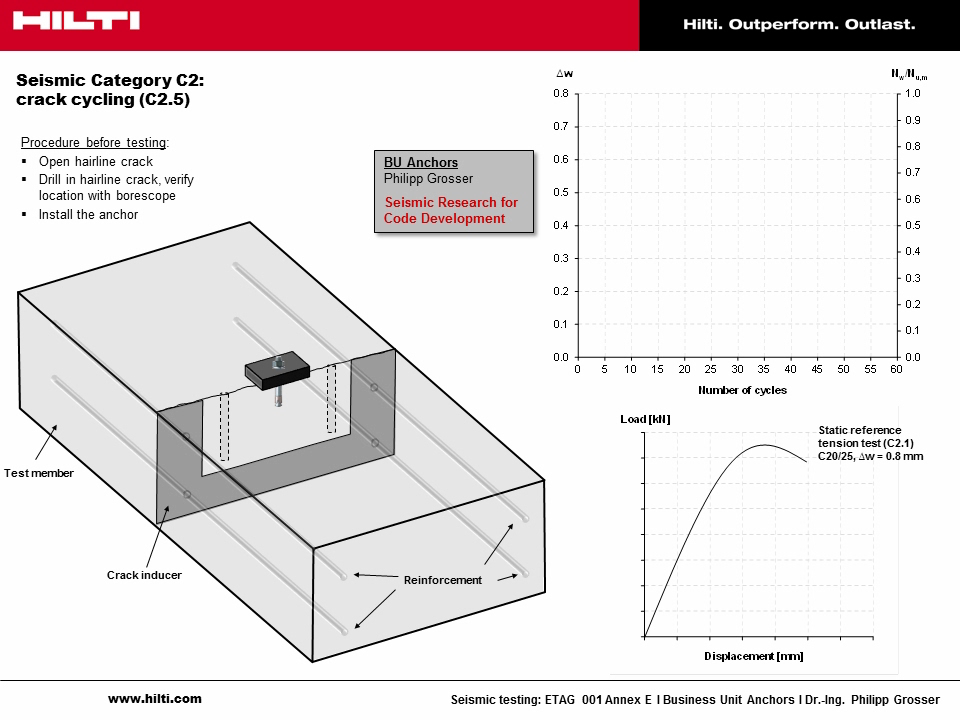 HILTI
Hilti. Outperform. Outlast.
Seismic Category C2:
crack cycling (C2.5)
Procedure before testing:
▪ Open hairline crack
▪ Drill in hairline crack, verify
location with borescope
▪ Install the anchor
BU Anchors
Philipp Grosser
Seismic Research for
Code Development
Test member
Crack inducer
Reinforcement
Δw
Nw/Nu,m
0.8
0.7
0.6
0.5
0.4
0.3
0.2
0.1
0.0
1.0
0.9
0.8
0.7
0.6
0.5
0.4
0.3
0.2
0.1
0.0
0 5 10 15 20 25 30 35 40 45 50 55 60
Number of cycles
Load [kN]
Static reference
tension test (C2.1)
C20/25, Δw = 0.8 mm
Displacement [mm]
www.hilti.com
Seismic testing: ETAG 001 Annex E I Business Unit Anchors I Dr.-Ing. Philipp Grosser